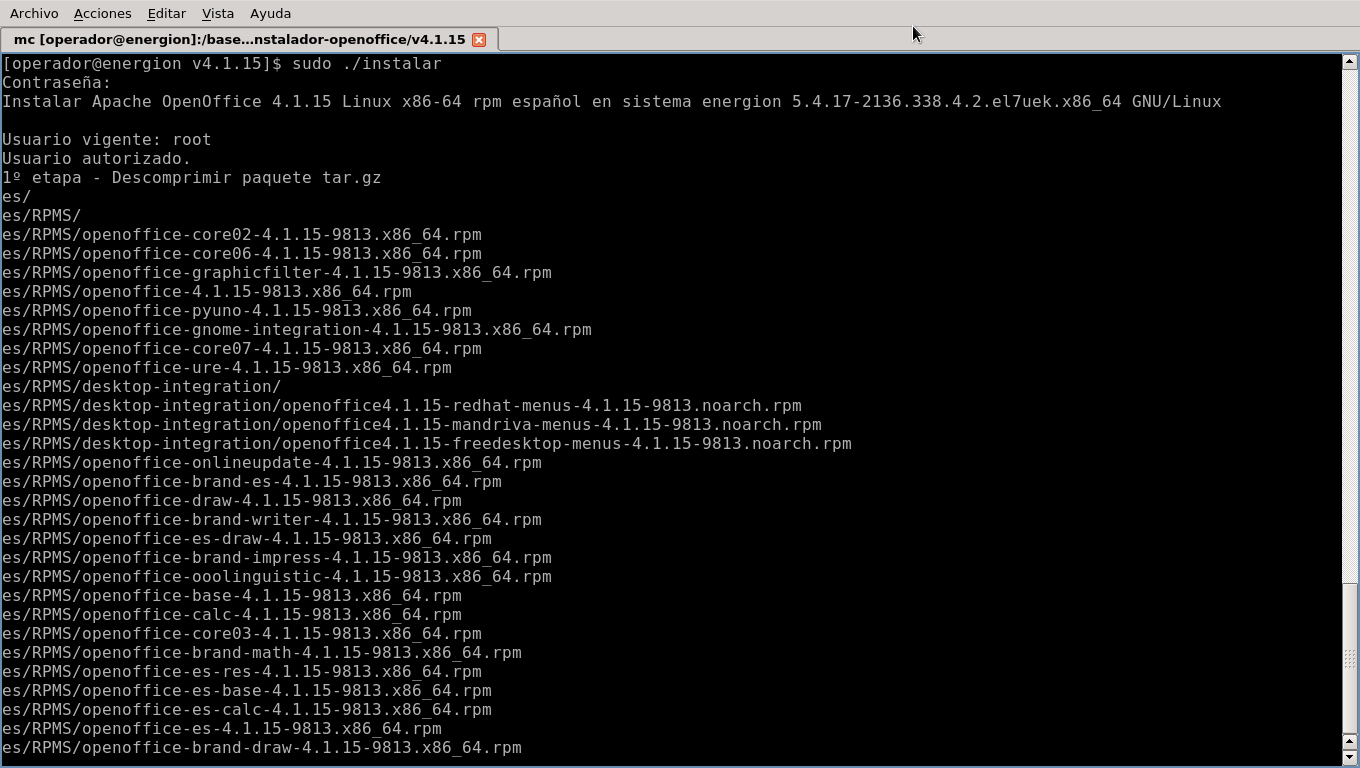 Archivo Acciones Editar Vista Ayuda
mc [operador@energion]:/base...nstalador-openoffice/v4.1.15
[operador@energion v4.1.15]$ sudo ./instalar
Contraseña:
Instalar Apache OpenOffice 4.1.15 Linux x86-64 rpm español en sistema energion 5.4.17-2136.338.4.2.el7uek.x86_64 GNU/Linux
Usuario vigente: root
Usuario autorizado.
1º etapa - Descomprimir paquete tar.gz
es/
es/RPMS/
es/RPMS/openoffice-core02-4.1.15-9813.x86_64.rpm
es/RPMS/openoffice-core06-4.1.15-9813.x86_64.rpm
es/RPMS/openoffice-graphicfilter-4.1.15-9813.x86_64.rpm
es/RPMS/openoffice-4.1.15-9813.x86_64.rpm
es/RPMS/openoffice-pyuno-4.1.15-9813.x86_64.rpm
es/RPMS/openoffice-gnome-integration-4.1.15-9813.x86_64.rpm
es/RPMS/openoffice-core07-4.1.15-9813.x86_64.rpm
es/RPMS/openoffice-ure-4.1.15-9813.x86_64.rpm
es/RPMS/desktop-integration/
es/RPMS/desktop-integration/openoffice4.1.15-redhat-menus-4.1.15-9813.noarch.rpm
es/RPMS/desktop-integration/openoffice4.1.15-mandriva-menus-4.1.15-9813.noarch.rpm
es/RPMS/desktop-integration/openoffice4.1.15-freedesktop-menus-4.1.15-9813.noarch.rpm
es/RPMS/openoffice-onlineupdate-4.1.15-9813.x86_64.rpm
es/RPMS/openoffice-brand-es-4.1.15-9813.x86_64.rpm
es/RPMS/openoffice-draw-4.1.15-9813.x86_64.rpm
es/RPMS/openoffice-brand-writer-4.1.15-9813.x86_64.rpm
es/RPMS/openoffice-es-draw-4.1.15-9813.x86_64.rpm
es/RPMS/openoffice-brand-impress-4.1.15-9813.x86_64.rpm
es/RPMS/openoffice-ooolinguistic-4.1.15-9813.x86_64.rpm
es/RPMS/openoffice-base-4.1.15-9813.x86_64.rpm
es/RPMS/openoffice-calc-4.1.15-9813.x86_64.rpm
es/RPMS/openoffice-core03-4.1.15-9813.x86_64.rpm
es/RPMS/openoffice-brand-math-4.1.15-9813.x86_64.rpm
es/RPMS/openoffice-es-res-4.1.15-9813.x86_64.rpm
es/RPMS/openoffice-es-base-4.1.15-9813.x86_64.rpm
es/RPMS/openoffice-es-calc-4.1.15-9813.x86_64.rpm
es/RPMS/openoffice-es-4.1.15-9813.x86_64.rpm
es/RPMS/openoffice-brand-draw-4.1.15-9813.x86_64.rpm